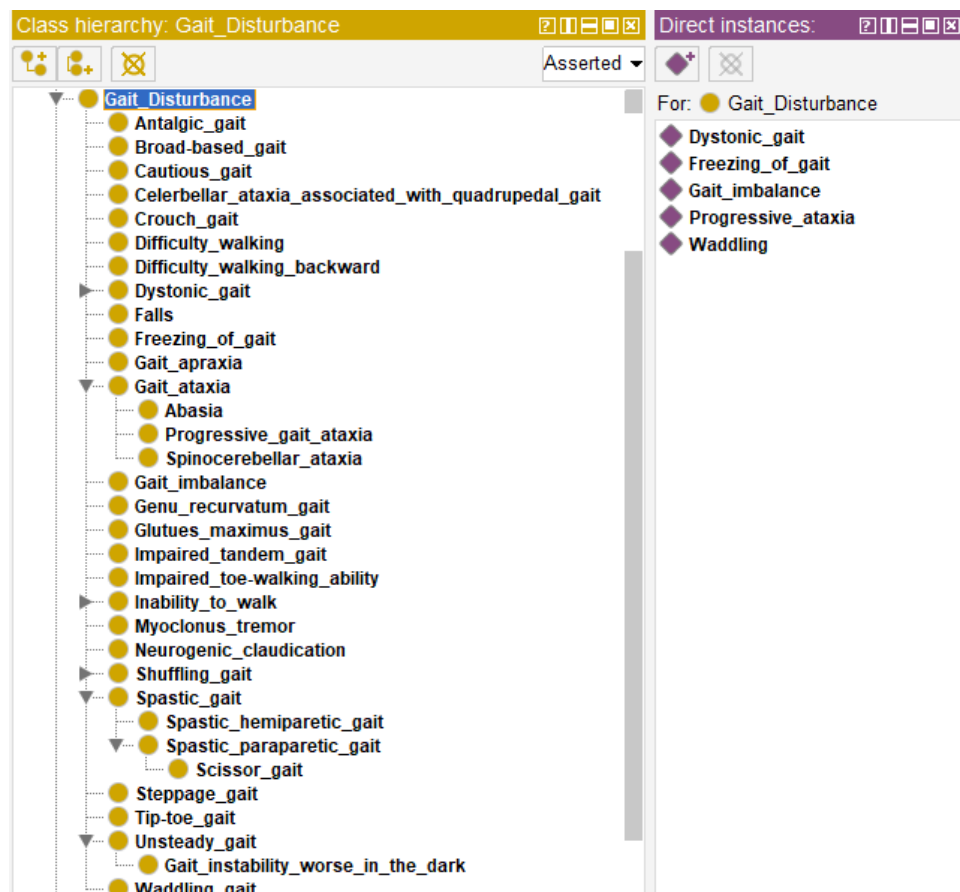 Class hierarchy: Gait_Disturbance
Asserted
Gait_Disturbance
Antalgic_gait
Broad-based_gait
Cautious_gait
Celerbellar_ataxia_associated_with_quadrupedal_gait
Crouch_gait
Difficulty_walking
Difficulty_walking_backward
Dystonic_gait
Falls
Freezing_of_gait
Gait_apraxia
Gait_ataxia
Abasia
Progressive_gait_ataxia
Spinocerebellar_ataxia
Gait_imbalance
Genu_recurvatum_gait
Glutues_maximus_gait
Impaired_tandem_gait
Impaired_toe-walking_ability
Inability_to_walk
Myoclonus_tremor
Neurogenic_claudication
Shuffling_gait
Spastic_gait
Spastic_hemiparetic_gait
Spastic_paraparetic_gait
Scissor_gait
Steppage_gait
Tip-toe_gait
Unsteady_gait
Gait_instability_worse_in_the_dark
Waddling_gait
Direct instances:
For: Gait_Disturbance
Dystonic_gait
Freezing_of_gait
Gait_imbalance
Progressive_ataxia
Waddling